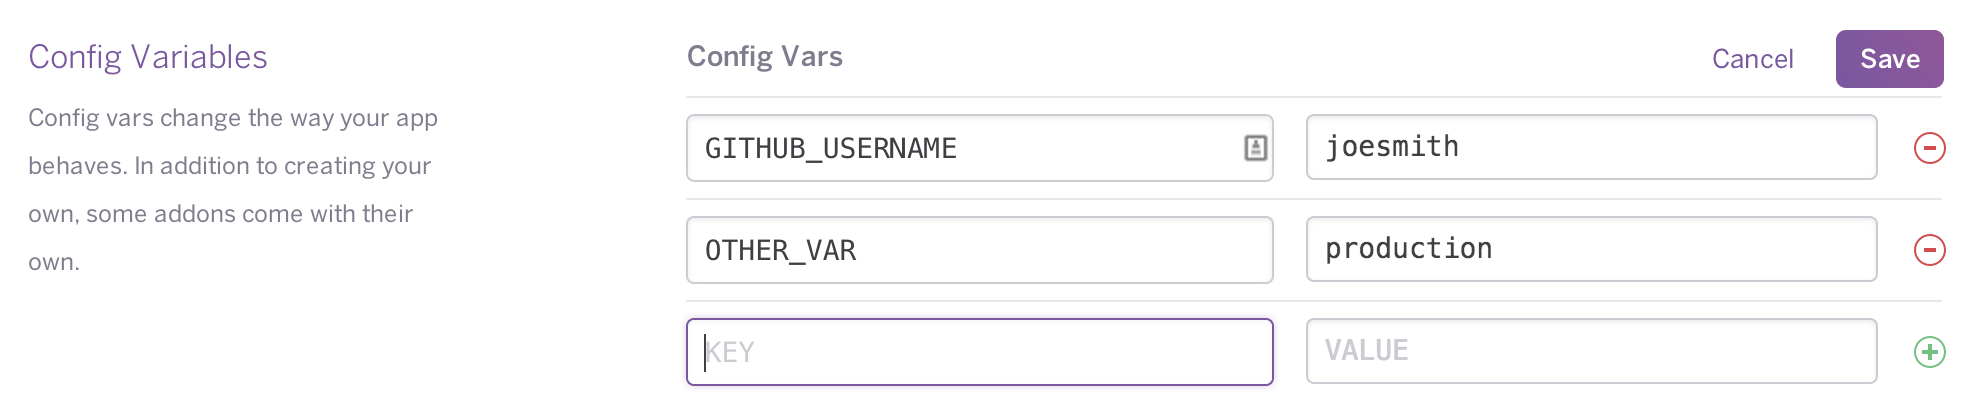 Config Variables
Config vars change the way your app
behaves. In addition to creating your
own, some addons come with their
own.
Config Vars
Cancel
Save
GITHUB_USERNAME
joesmith
OTHER_VAR
production
KEY
VALUE